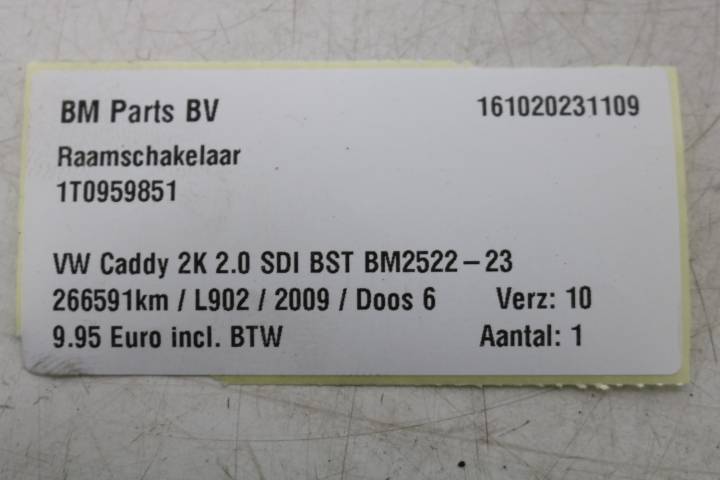 BM Parts BV 161020231109
Raamschakelaar
1T0959851
VW Caddy 2K 2.0 SDI BST BM2522-23
266591km / L902 / 2009 / Doos 6 Verz: 10
9.95 Euro incl. BTW Aantal: 1